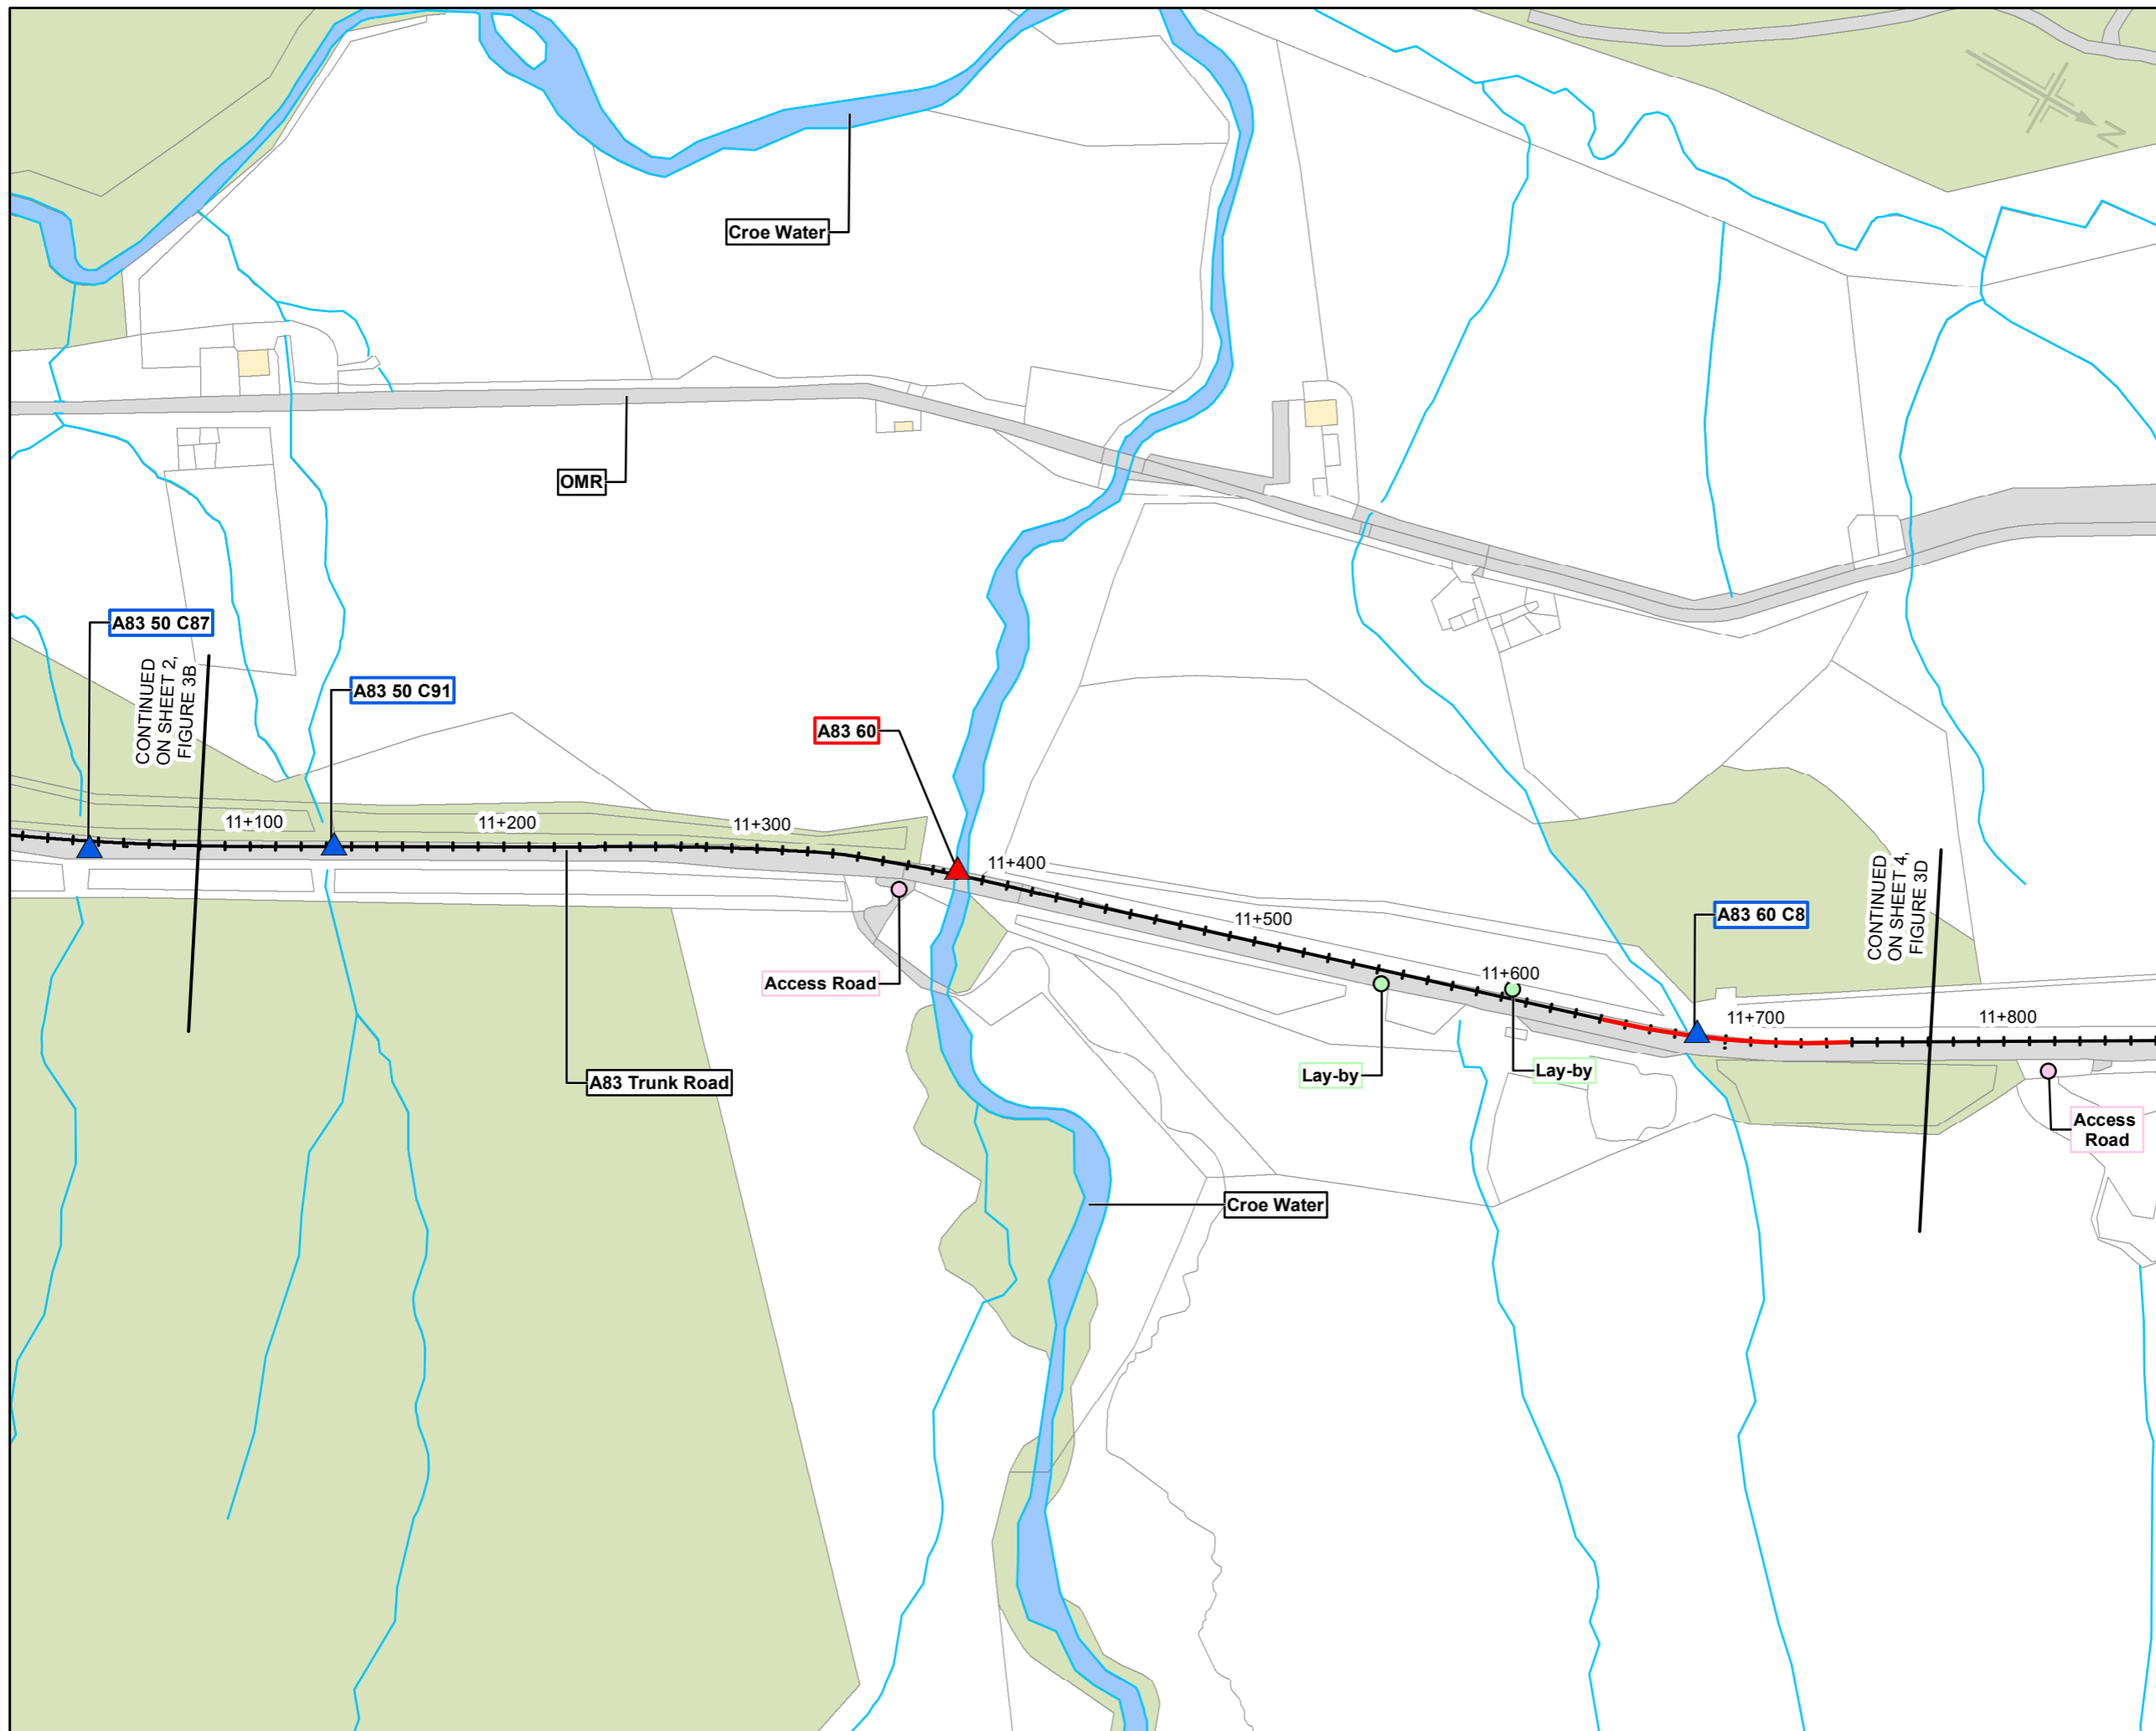 N
Croe Water
OMR
A83 50 C87
CONTINUED
ON SHEET 2,
FIGURE 3B
A83 50 C91
A83 60
11+100
11+200
11+300
11+400
11+500
11+600
11+700
11+800
A83 60 C8
CONTINUED
ON SHEET 4,
FIGURE 3D
Access Road
A83 Trunk Road
Lay-by
Lay-by
Access
Road
Croe Water